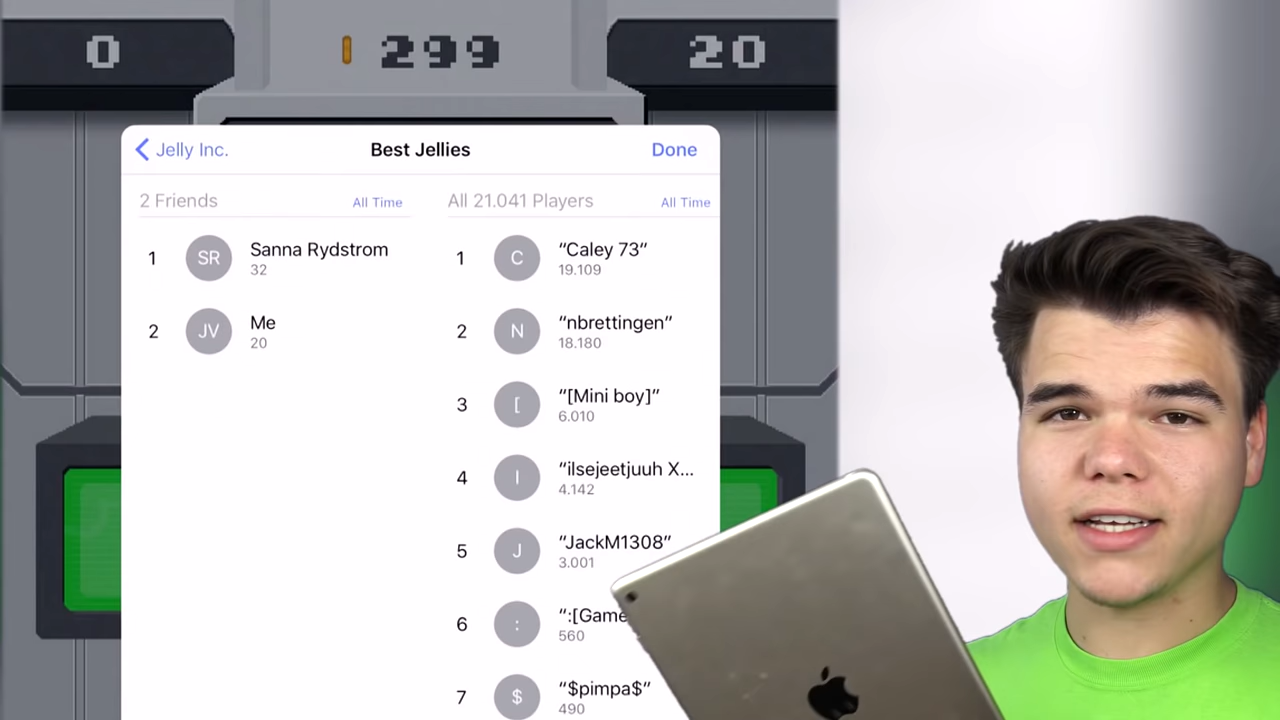 0
299
20
Jelly Inc.
Best Jellies
Done
2 Friends
All Time
All 21.041 Players
All Time
1
SR
Sanna Rydstrom
32
2
JV
Me
20
1
C
"Caley 73"
19.109
2
N
"nbrettingen"
18.180
3
[
"[Mini boy]"
6.010
4
I
"ilsejeetjuuh X...
4.142
5
J
"JackM1308"
3.001
6
:
":[Game
560
7
$
"$pimpa$"
490